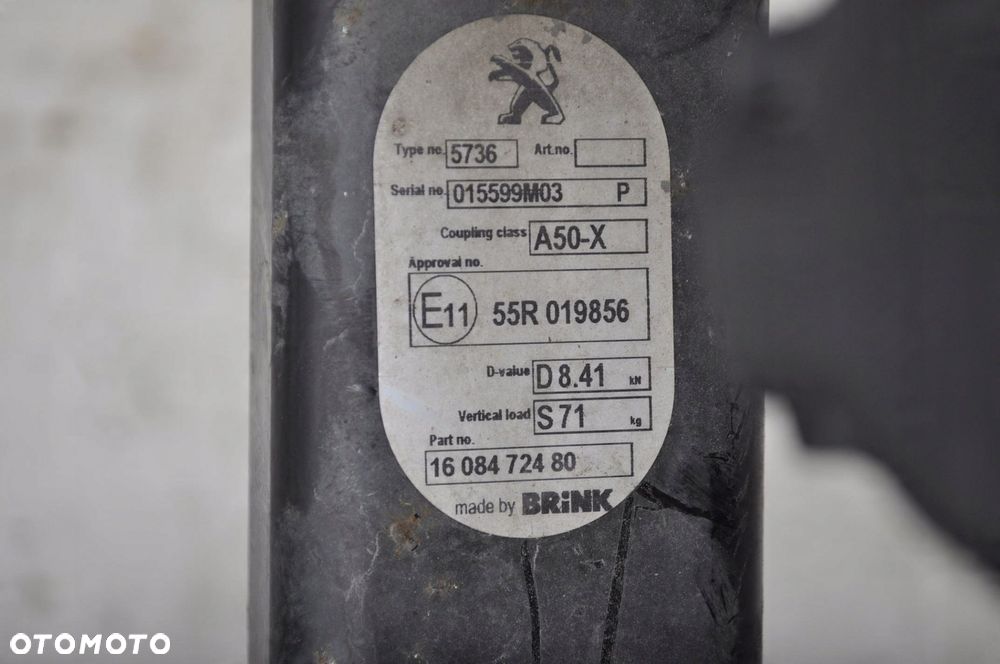 Type no. 5736 Art.no.
Serial no. 015599M03 P
Coupling class A50-X
Approval no.
E11 55R 019856
D-value D 8.41 kN
Vertical load S 71 kg
Part no.
16 084 724 80
made by BRiNK
OTOMOTO